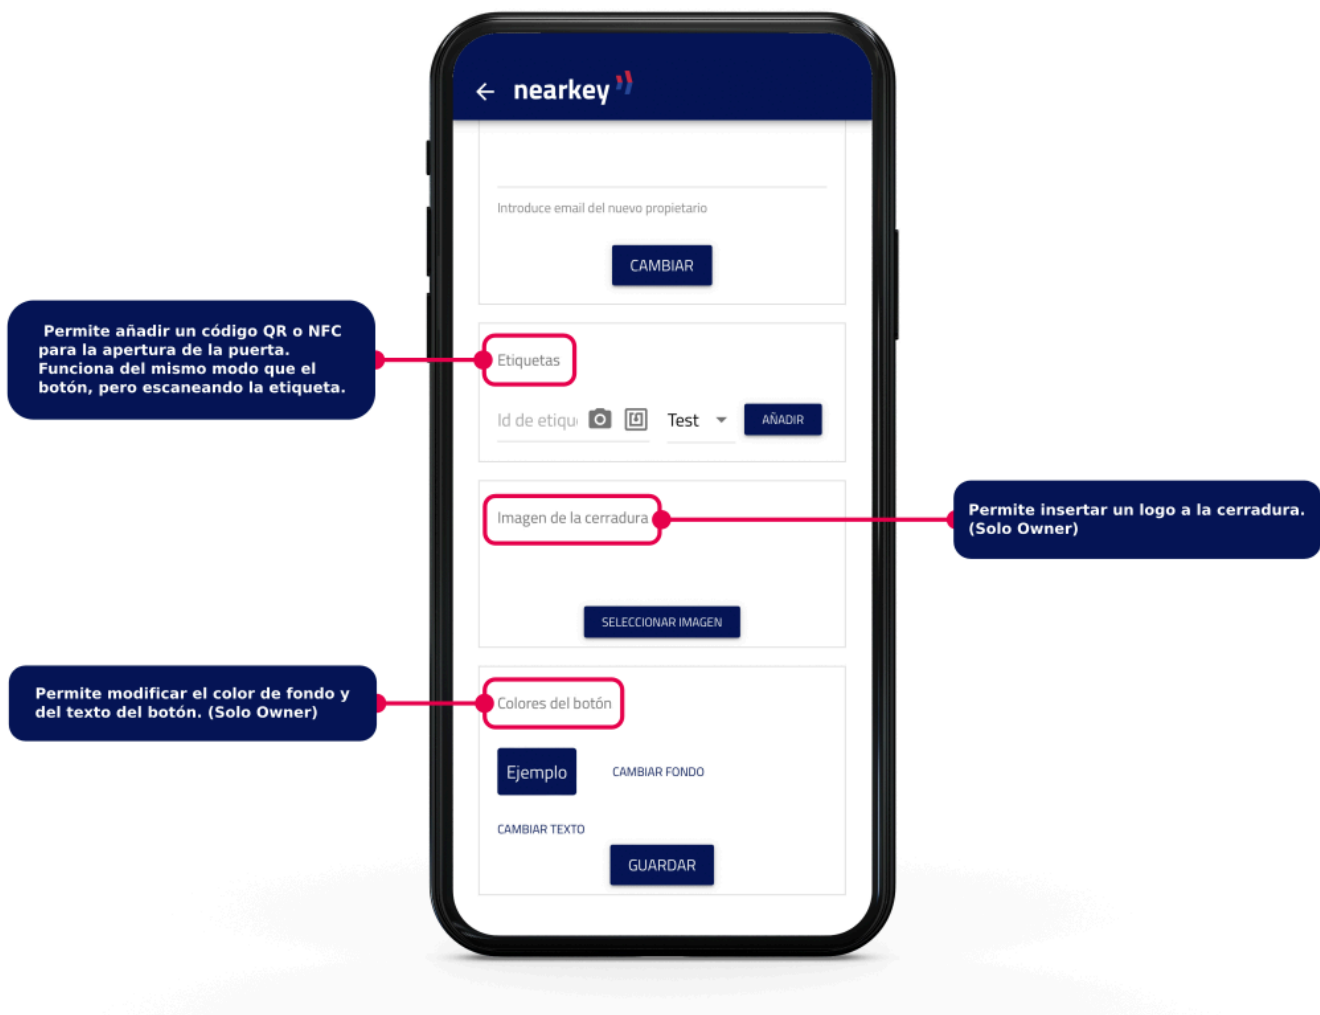 nearkey
Introduce email del nuevo propietario
CAMBIAR
Permite añadir un código QR o NFC
para la apertura de la puerta.
Funciona del mismo modo que el
botón, pero escaneando la etiqueta.
Etiquetas
Id de etiqu
Test
AÑADIR
Imagen de la cerradura
Permite insertar un logo a la cerradura.
(Solo Owner)
SELECCIONAR IMAGEN
Permite modificar el color de fondo y
del texto del botón. (Solo Owner)
Colores del botón
Ejemplo
CAMBIAR FONDO
CAMBIAR TEXTO
GUARDAR